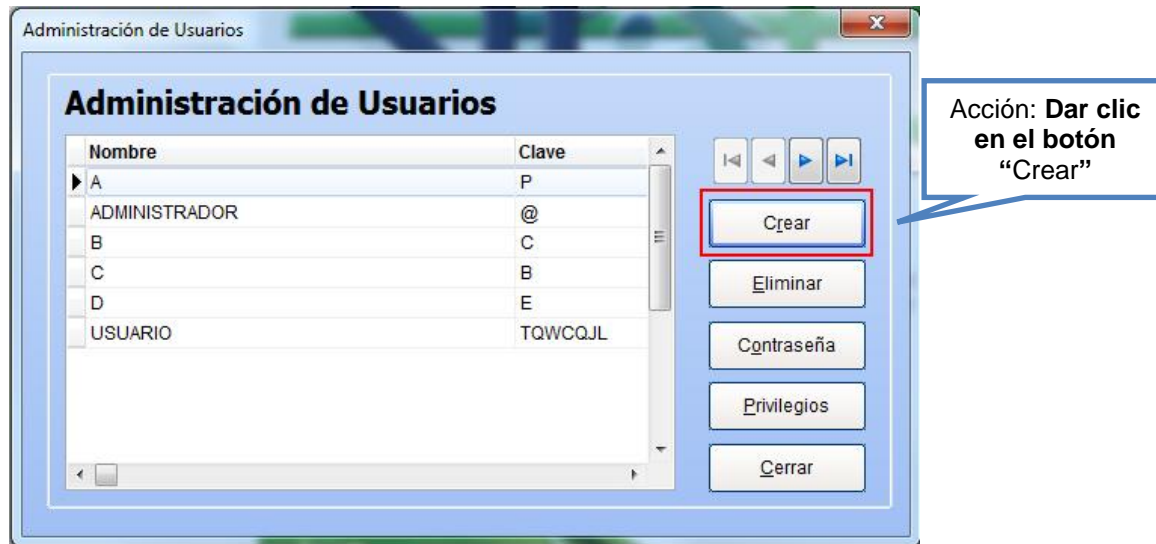 Administración de Usuarios
Administración de Usuarios
Nombre Clave
A P
ADMINISTRADOR @
B C
C B
D E
USUARIO TQWCQJL
Crear
Eliminar
Contraseña
Privilegios
Cerrar
Acción: Dar clic
en el botón
“Crear”